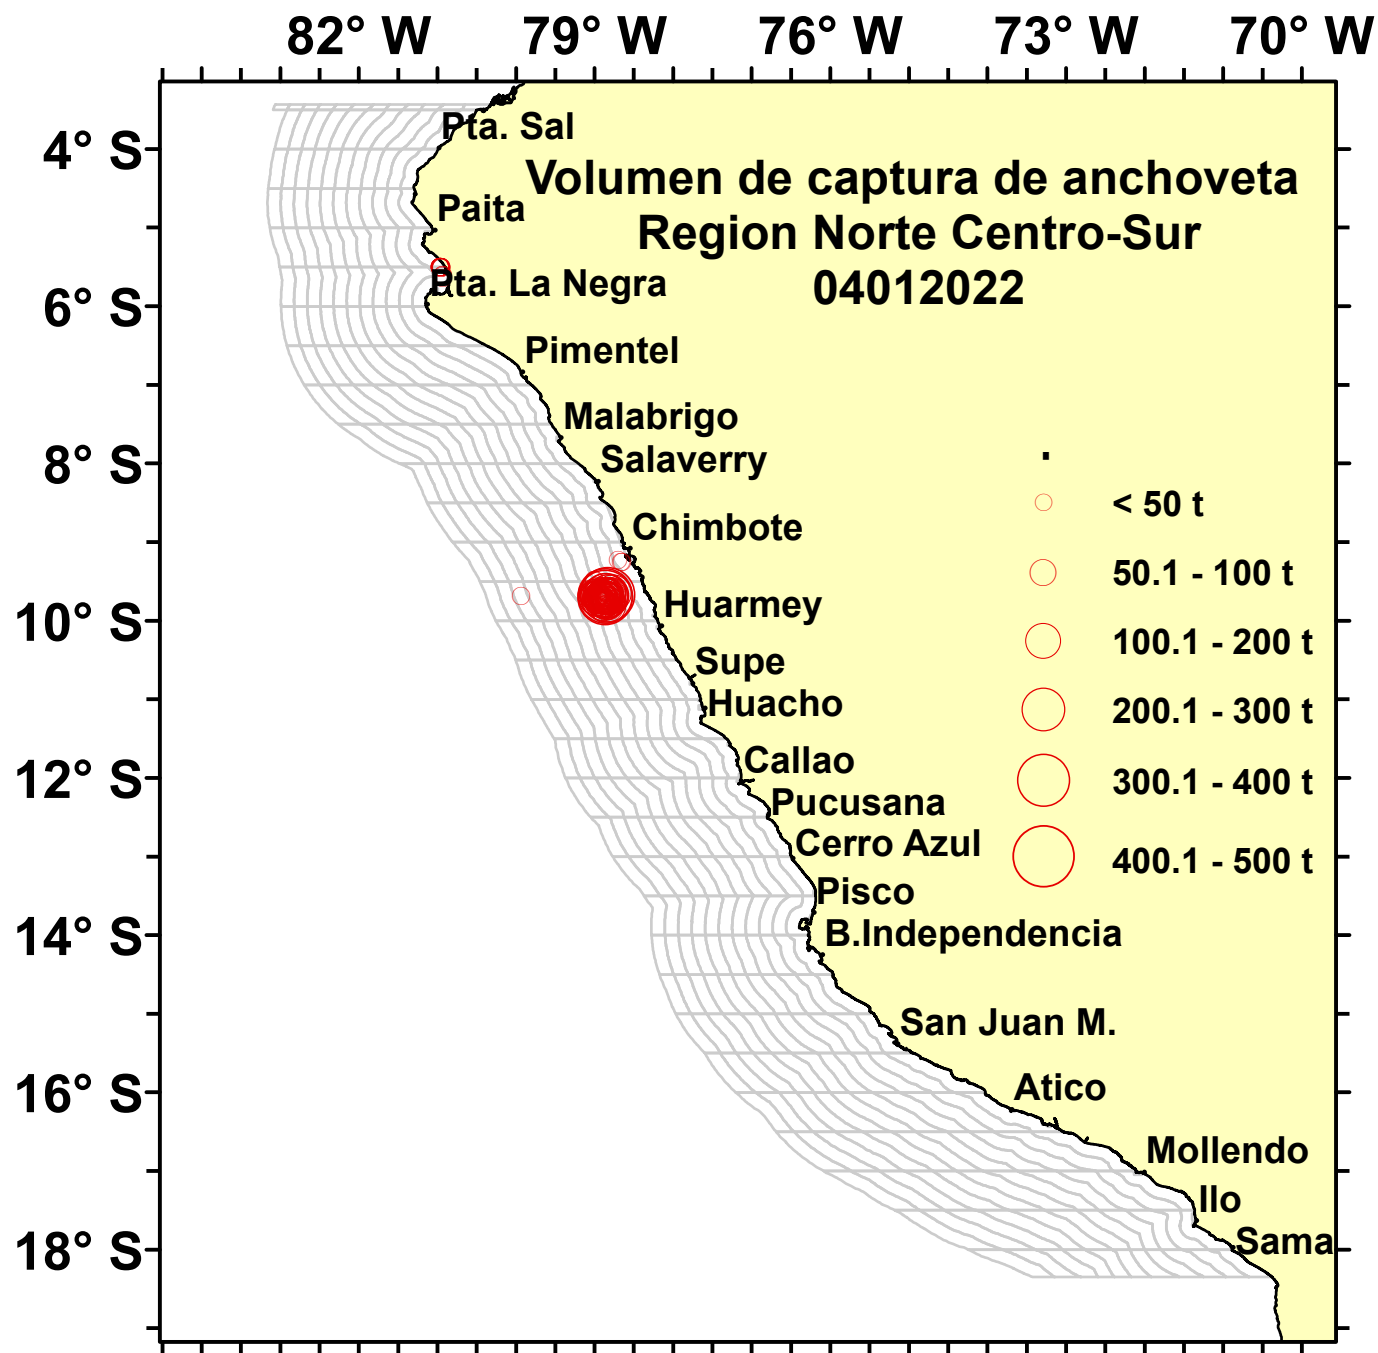 82° W 79° W 76° W 73° W 70° W
4° S
6° S
8° S
10° S
12° S
14° S
16° S
18° S
Volumen de captura de anchoveta
Region Norte Centro-Sur
04012022
Pta. Sal
Paita
Pta. La Negra
Pimentel
Malabrigo
Salaverry
Chimbote
Huarmey
Supe
Huacho
Callao
Pucusana
Cerro Azul
Pisco
B.Independencia
San Juan M.
Atico
Mollendo
Ilo
Sama
< 50 t
50.1 - 100 t
100.1 - 200 t
200.1 - 300 t
300.1 - 400 t
400.1 - 500 t